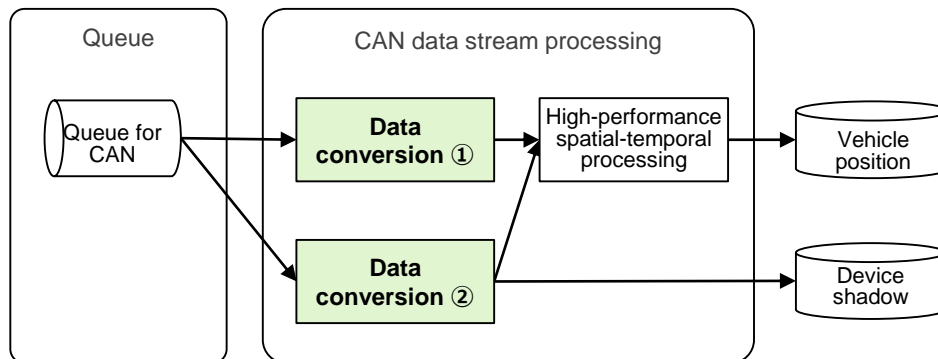 Queue
CAN data stream processing
Queue for
CAN
Data
conversion ①
High-performance
spatial-temporal
processing
Vehicle
position
Data
conversion ②
Device
shadow